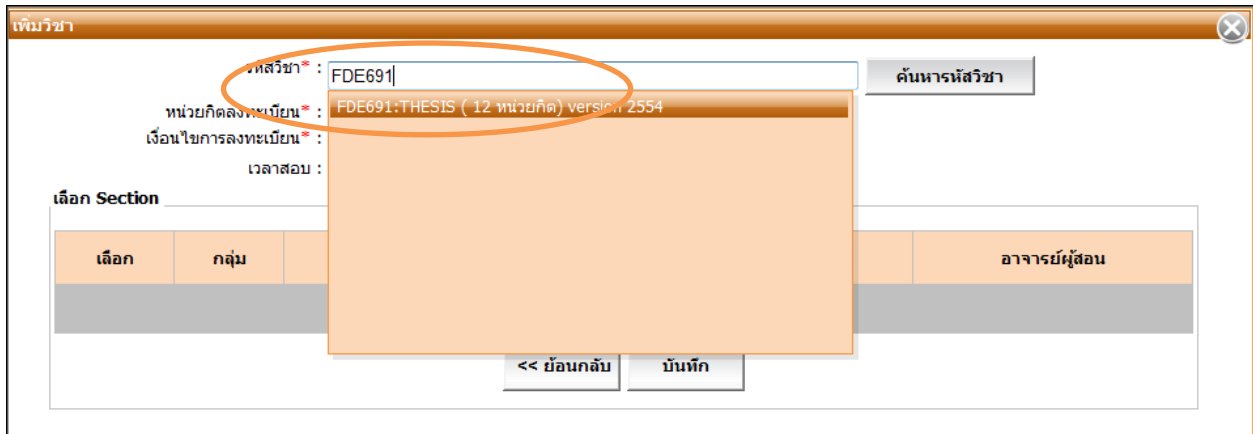 เพิ่มวิชา
รหัสวิชา* : FDE691 ค้นหารหัสวิชา
หน่วยกิตลงทะเบียน* : FDE691:THESIS ( 12 หน่วยกิต) version 2554
เงื่อนไขการลงทะเบียน* :
เวลาสอบ :
เลือก Section
เลือก กลุ่ม อาจารย์ผู้สอน
<< ย้อนกลับ บันทึก